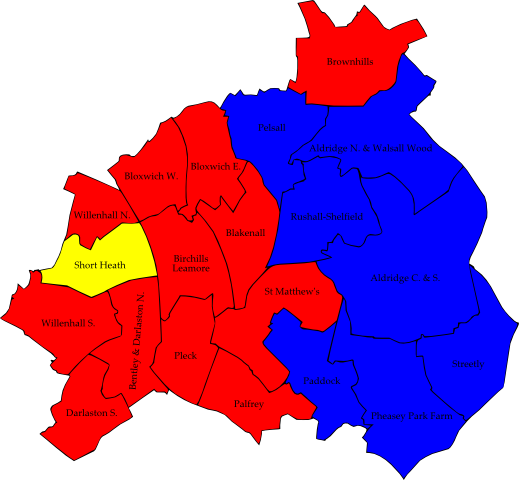 Brownhills
Pelsall
Aldridge N. & Walsall Wood
Bloxwich E.
Bloxwich W.
Willenhall N.
Rushall-Shelfield
Blakenall
Birchills
Leamore
Short Heath
Aldridge C. & S.
St Matthew's
Willenhall S.
Bentley & Darlaston N.
Pleck
Streetly
Paddock
Palfrey
Darlaston S.
Pheasey Park Farm